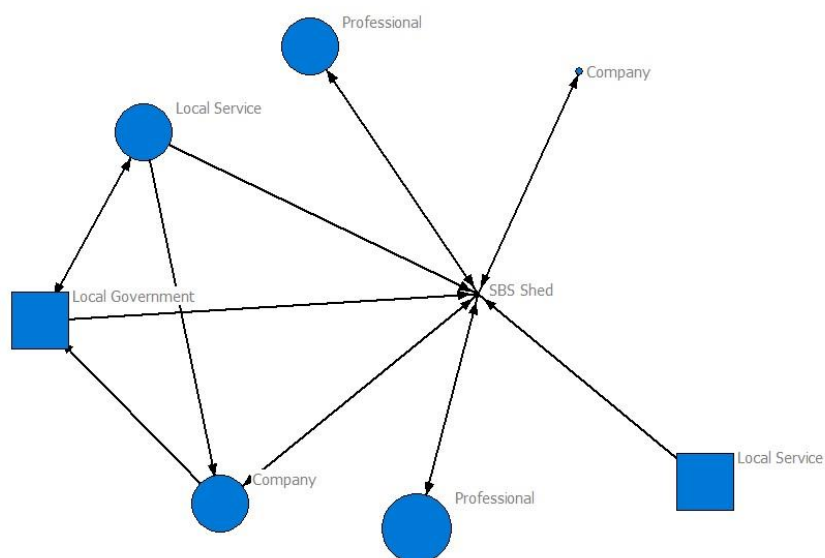 Professional
Company
Local Service
SBS Shed
Local Government
Local Service
Company
Professional